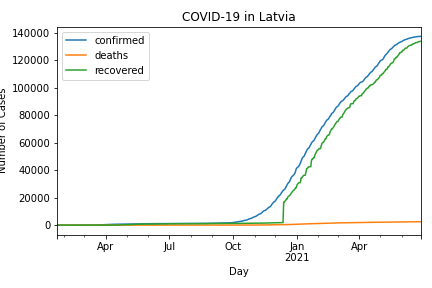 COVID-19 in Latvia
140000
120000
100000
80000
60000
40000
20000
0
Number of Cases
confirmed
deaths
recovered
Apr
Jul
Oct
Jan
2021
Apr
Day